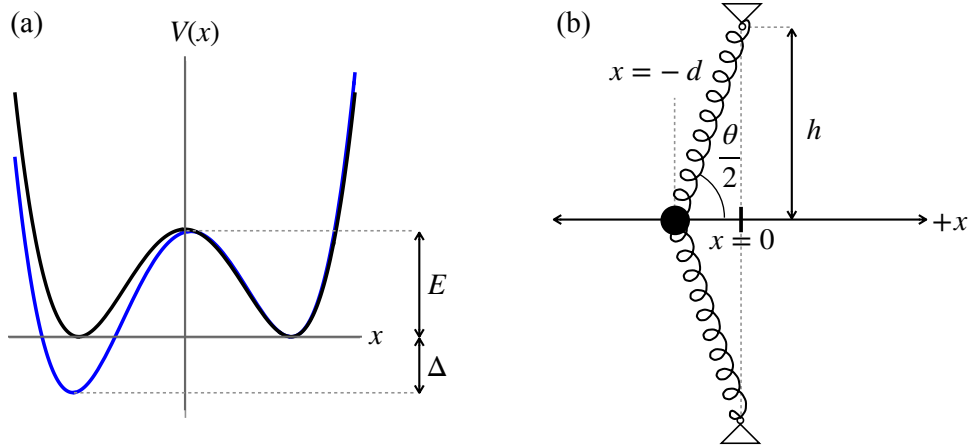 (a)
V(x)
x
E
Δ
(b)
x = − d
θ
2
h
x = 0
+x